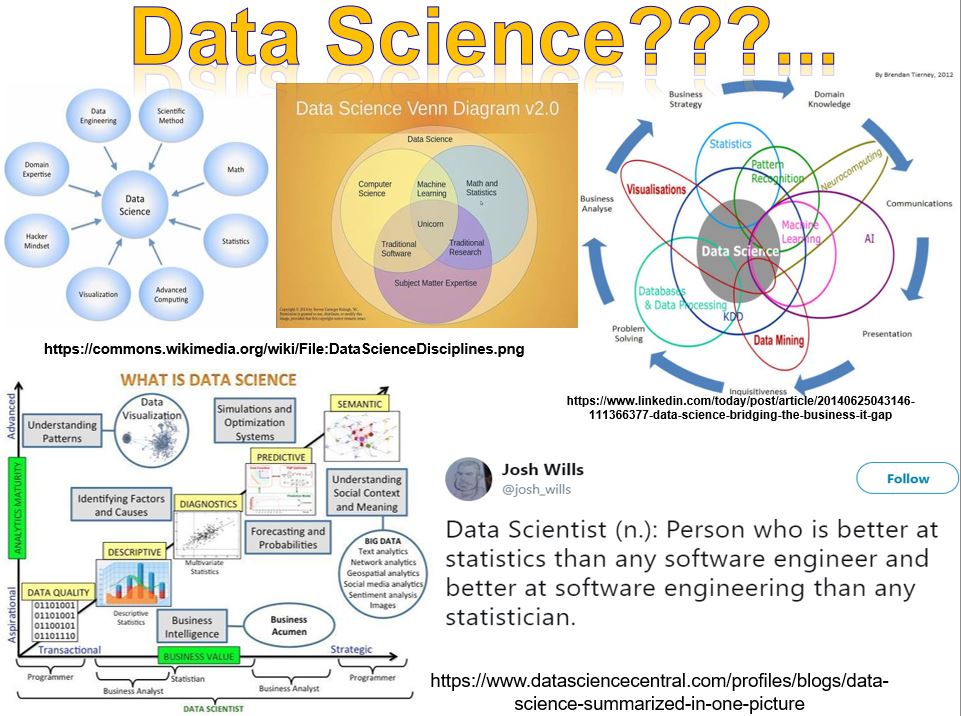 Data Science???...
Data
Engineering
Scientific
Method
Domain
Expertise
Math
Data
Science
Hacker
Mindset
Statistics
Visualization
Advanced
Computing
https://commons.wikimedia.org/wiki/File:DataScienceDisciplines.png
Data Science Venn Diagram v2.0
Data Science
Computer
Science
Machine
Learning
Math and
Statistics
Unicorn
Traditional
Software
Traditional
Research
Subject Matter Expertise
By Brendan Tierney, 2012
Business
Strategy
Domain
Knowledge
Statistics
Pattern
Recognition
Neurocomputing
Visualisations
Business
Analyse
Communications
Machine
Learning
AI
Data Science
Databases
& Data Processing
KDD
Data Mining
Problem
Solving
Presentation
Inquisitiveness
https://www.linkedin.com/today/post/article/20140625043146-
111366377-data-science-bridging-the-business-it-gap
WHAT IS DATA SCIENCE
Advanced
ANALYTICS MATURITY
Aspirational
Understanding
Patterns
Data
Visualization
Simulations and
Optimization
Systems
SEMANTIC
PREDICTIVE
Identifying Factors
and Causes
DIAGNOSTICS
Understanding
Social Context
and Meaning
Multivariate
Statistics
Forecasting and
Probabilities
DESCRIPTIVE
BIG DATA
Text analytics
Network analytics
Geospatial analytics
Social media analytics
Sentiment analysis
Images
DATA QUALITY
01101001
01101001
01100101
01101110
Descriptive
Statistics
Business
Intelligence
Business
Acumen
Transactional
BUSINESS VALUE
Strategic
Programmer
Business Analyst
Statistian
Business Analyst
Programmer
DATA SCIENTIST
Josh Wills
@josh_wills
Follow
Data Scientist (n.): Person who is better at
statistics than any software engineer and
better at software engineering than any
statistician.
https://www.datasciencecentral.com/profiles/blogs/data-
science-summarized-in-one-picture